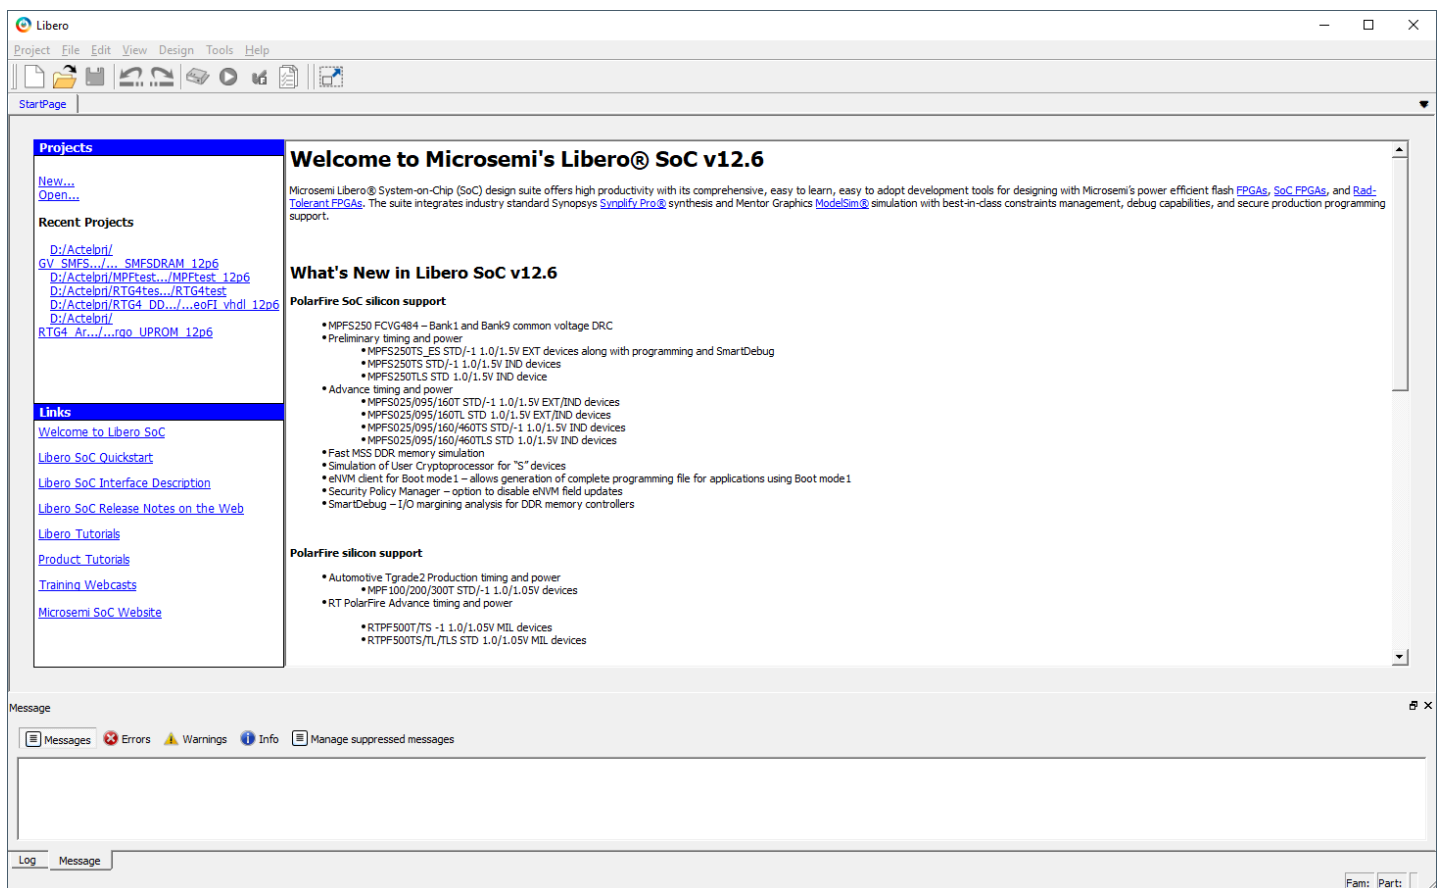 Libero
Project File Edit View Design Tools Help
StartPage
Projects
New...
Open...
Recent Projects
D:/Actelprj/
GV_SMFS.../..._SMFSDRAM_12p6
D:/Actelprj/MPFtest.../MPFtest_12p6
D:/Actelprj/RTG4tes.../RTG4test
D:/Actelprj/RTG4_DD.../...eoFI_vhdl_12p6
D:/Actelprj/
RTG4_Ar.../...rgo_UPROM_12p6
Links
Welcome to Libero SoC
Libero SoC Quickstart
Libero SoC Interface Description
Libero SoC Release Notes on the Web
Libero Tutorials
Product Tutorials
Training Webcasts
Microsemi SoC Website
Welcome to Microsemi's Libero® SoC v12.6
Microsemi Libero® System-on-Chip (SoC) design suite offers high productivity with its comprehensive, easy to learn, easy to adopt development tools for designing with Microsemi's power efficient flash FPGAs, SoC FPGAs, and Rad-
Tolerant FPGAs. The suite integrates industry standard Synopsys Synplify Pro® synthesis and Mentor Graphics ModelSim® simulation with best-in-class constraints management, debug capabilities, and secure production programming
support.
What's New in Libero SoC v12.6
PolarFire SoC silicon support
•MPFS250 FCVG484 – Bank1 and Bank9 common voltage DRC
•Preliminary timing and power
•MPFS250TS_ES STD/-1 1.0/1.5V EXT devices along with programming and SmartDebug
•MPFS250TS STD/-1 1.0/1.5V IND devices
•MPFS250TLS STD 1.0/1.5V IND device
•Advance timing and power
•MPFS025/095/160T STD/-1 1.0/1.5V EXT/IND devices
•MPFS025/095/160TL STD 1.0/1.5V EXT/IND devices
•MPFS025/095/160/460TS STD/-1 1.0/1.5V IND devices
•MPFS025/095/160/460TLS STD 1.0/1.5V IND devices
•Fast MSS DDR memory simulation
•Simulation of User Cryptoprocessor for “S” devices
•eNVM client for Boot mode1 – allows generation of complete programming file for applications using Boot mode1
•Security Policy Manager – option to disable eNVM field updates
•SmartDebug – I/O margining analysis for DDR memory controllers
PolarFire silicon support
•Automotive Tgrade2 Production timing and power
•MPF100/200/300T STD/-1 1.0/1.05V devices
•RT PolarFire Advance timing and power
•RTPF500T/TS -1 1.0/1.05V MIL devices
•RTPF500TS/TL/TLS STD 1.0/1.05V MIL devices
Message
Messages Errors Warnings Info Manage suppressed messages
Log Message
Fam: Part: